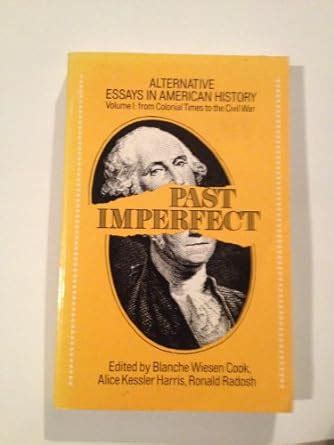 ALTERNATIVE
ESSAYS IN AMERICAN HISTORY
Volume I: from Colonial Times to the Civil War
PAST
IMPERFECT
Edited by Blanche Wiesen Cook,
Alice Kessler Harris, Ronald Radosh